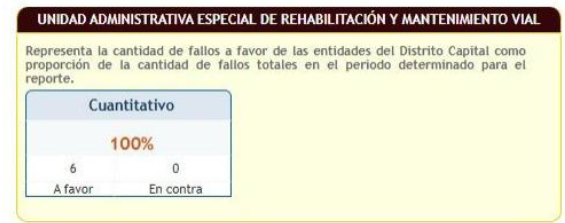 UNIDAD ADMINISTRATIVA ESPECIAL DE REHABILITACIÓN Y MANTENIMIENTO VIAL
Representa la cantidad de fallos a favor de las entidades del Distrito Capital como
proporción de la cantidad de fallos totales en el periodo determinado para el
reporte.
Cuantitativo
100%
6 0
A favor En contra